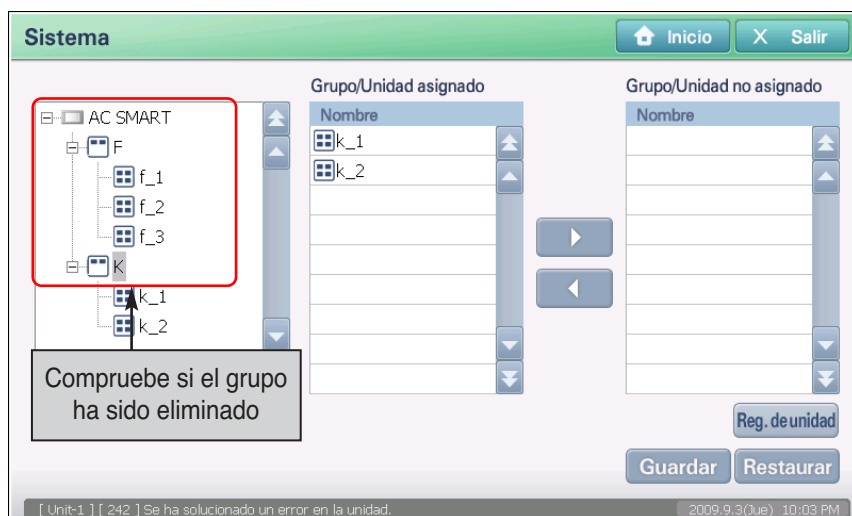 Sistema
Inicio
X Salir
Grupo/Unidad asignado
Grupo/Unidad no asignado
AC SMART
F
f_1
f_2
f_3
K
k_1
k_2
Nombre
k_1
k_2
Nombre
Compruebe si el grupo
ha sido eliminado
Reg. de unidad
Guardar
Restaurar
[ Unit-1 ] [ 242 ] Se ha solucionado un error en la unidad.
2009.9.3(Jue) 10:03 PM